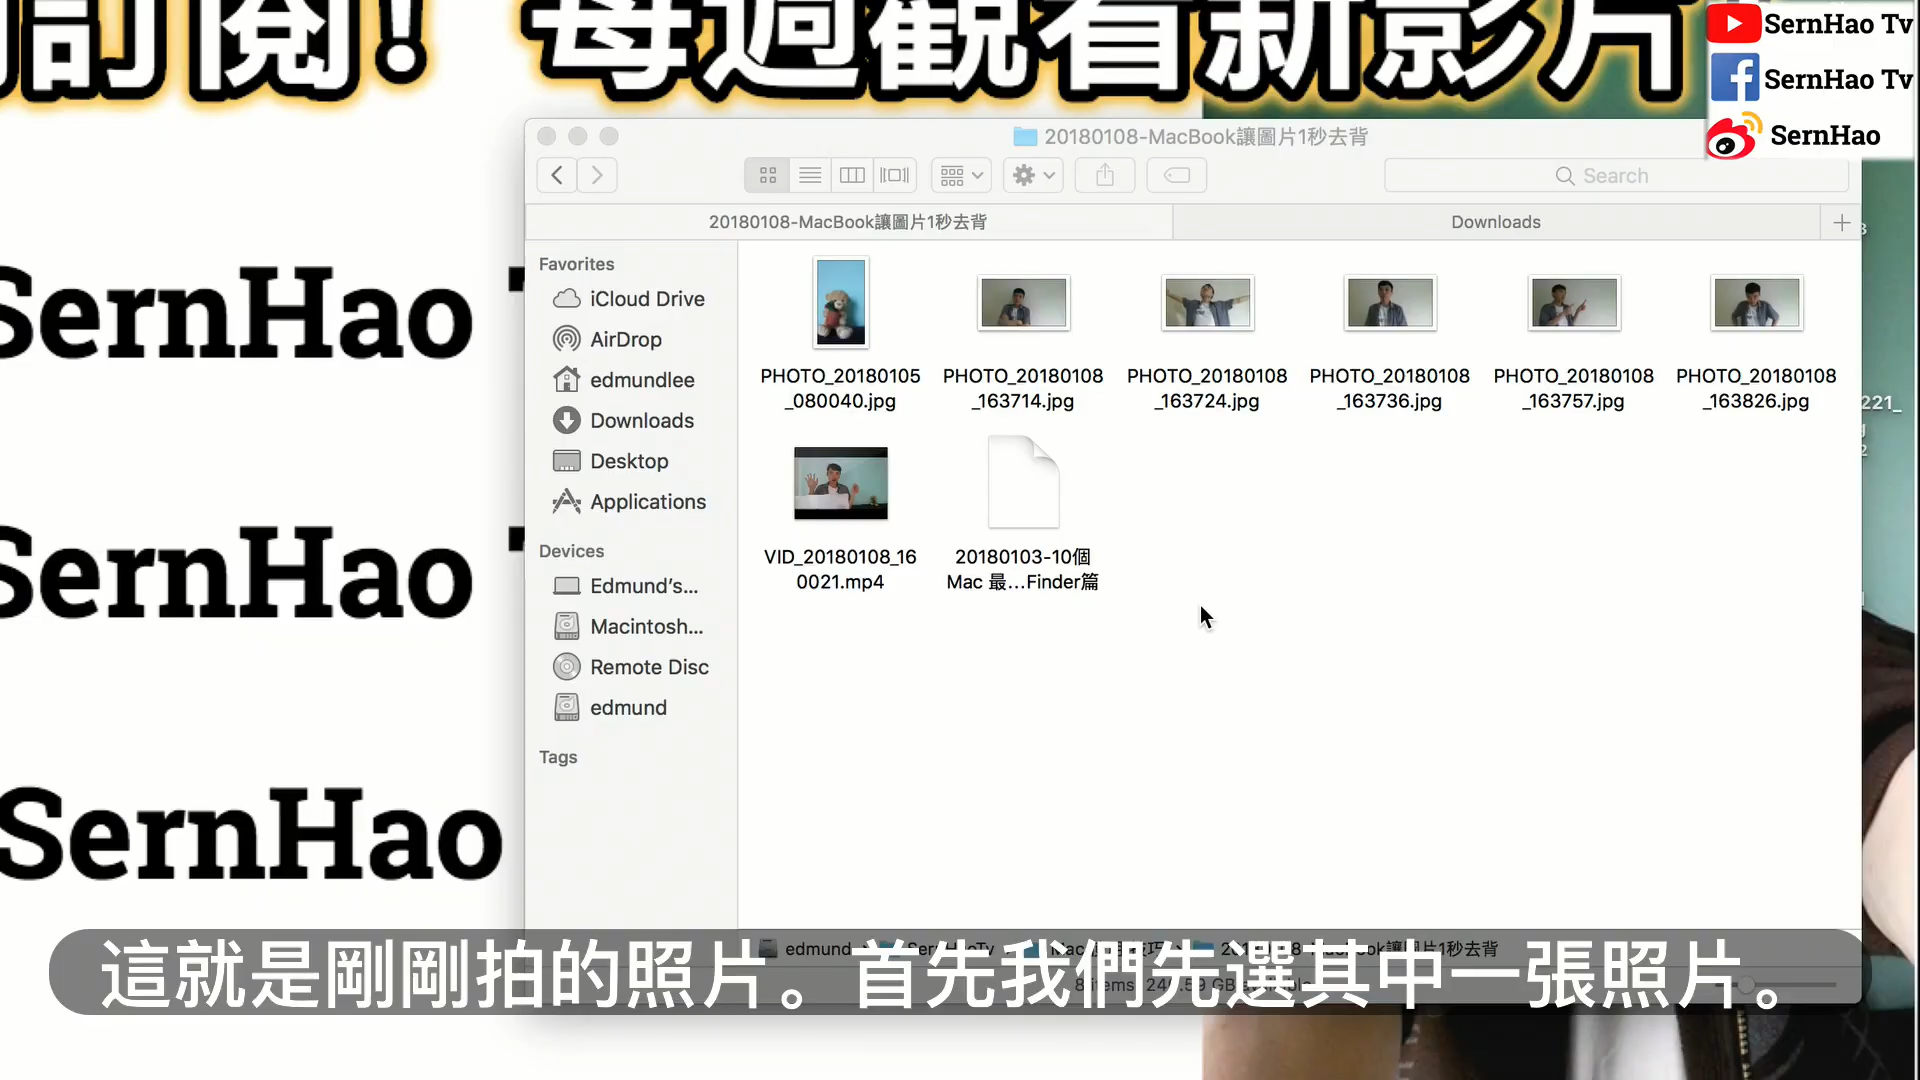 訂閱！每週觀看新影片
SernHao Tv
SernHao Tv
SernHao
20180108-MacBook讓圖片1秒去背
Search
20180108-MacBook讓圖片1秒去背
Downloads
Favorites
iCloud Drive
AirDrop
edmundlee
Downloads
Desktop
Applications
Devices
Edmund's...
Macintosh...
Remote Disc
edmund
Tags
PHOTO_20180105
_080040.jpg
PHOTO_20180108
_163714.jpg
PHOTO_20180108
_163724.jpg
PHOTO_20180108
_163736.jpg
PHOTO_20180108
_163757.jpg
PHOTO_20180108
_163826.jpg
VID_20180108_16
0021.mp4
20180103-10個
Mac 最...Finder篇
221_
SernHao
SernHao
SernHao
edmund
這就是剛剛拍的照片。首先我們先選其中一張照片。